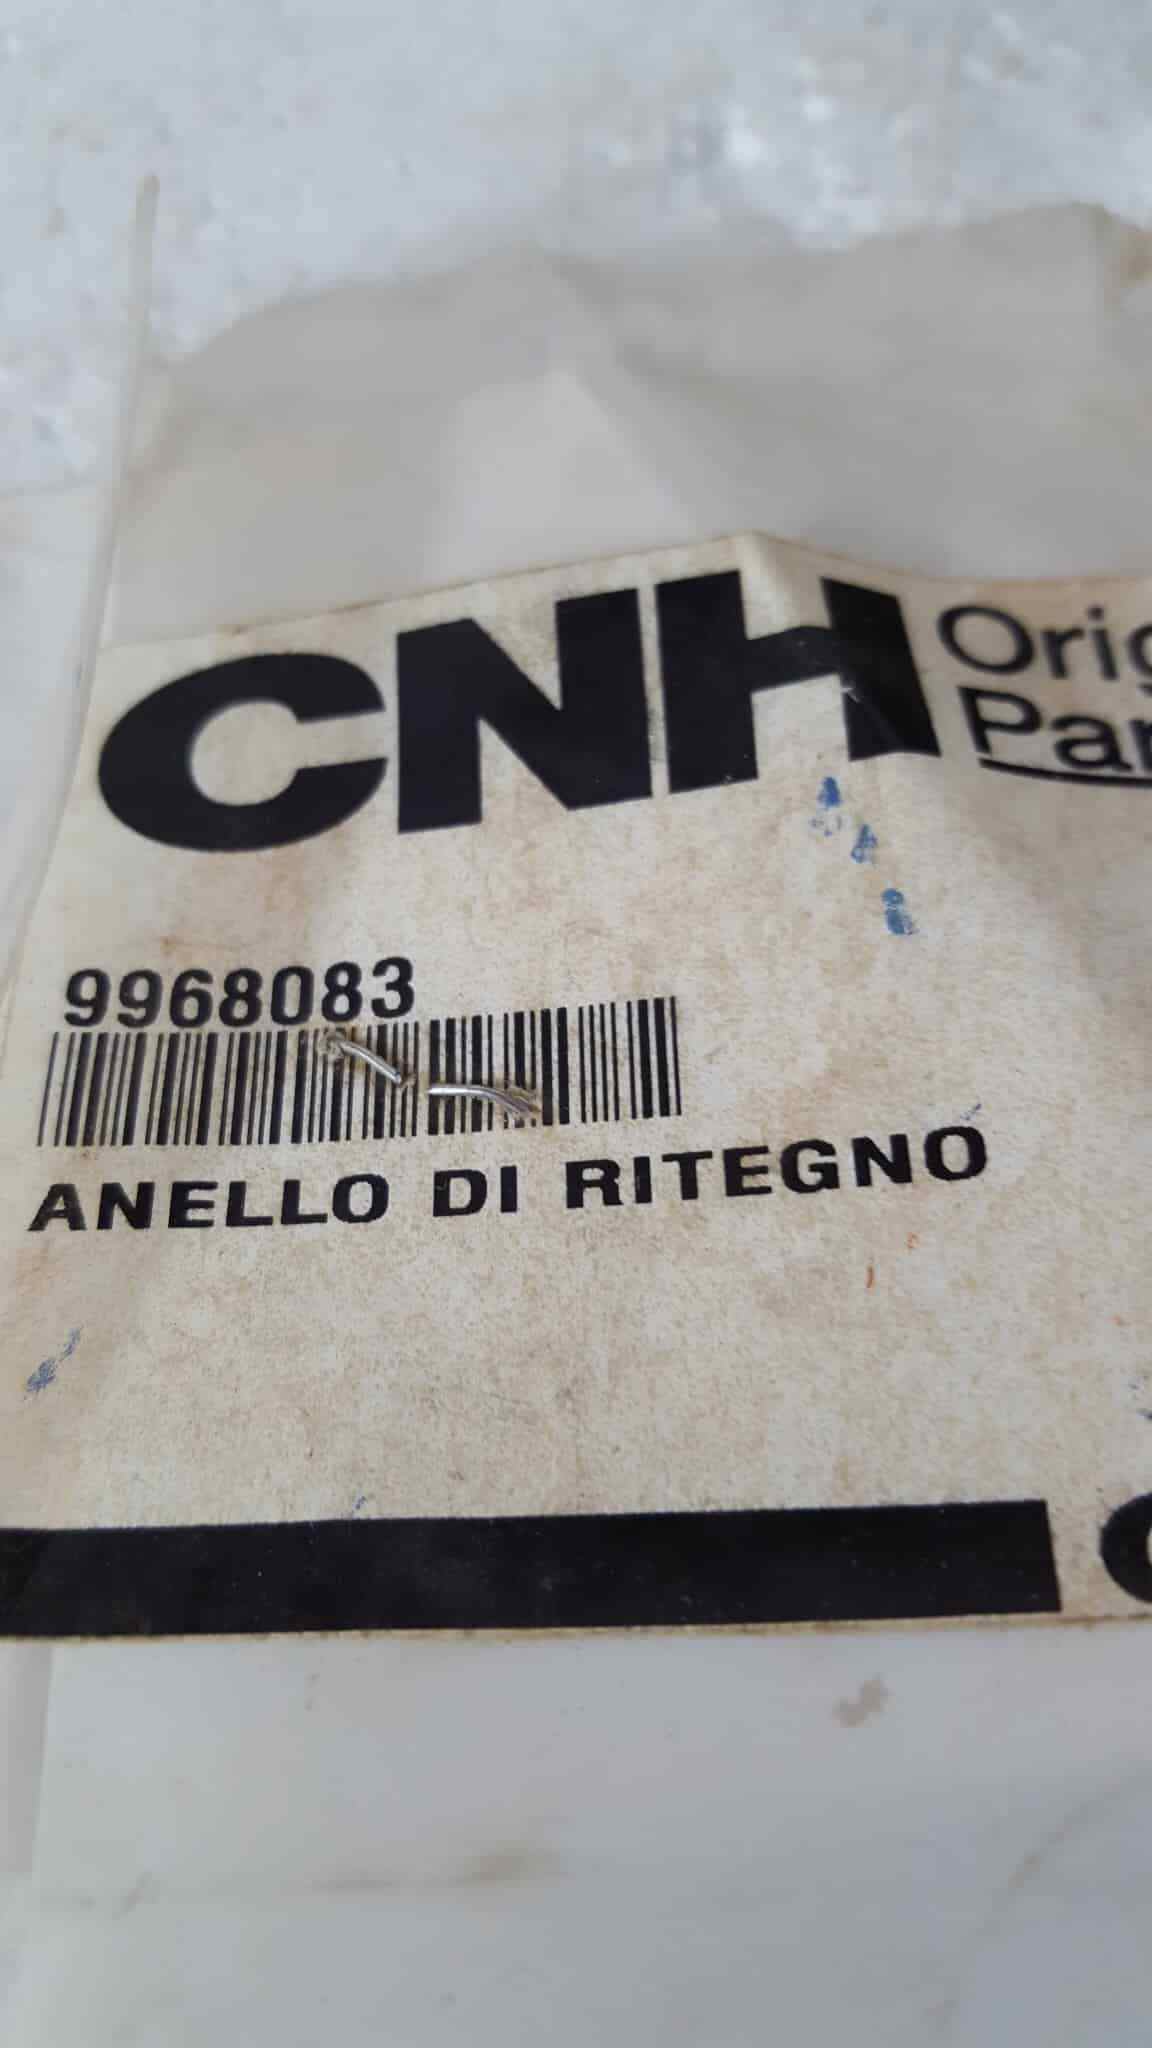 CNH
9968083
ANELLO DI RITEGNO